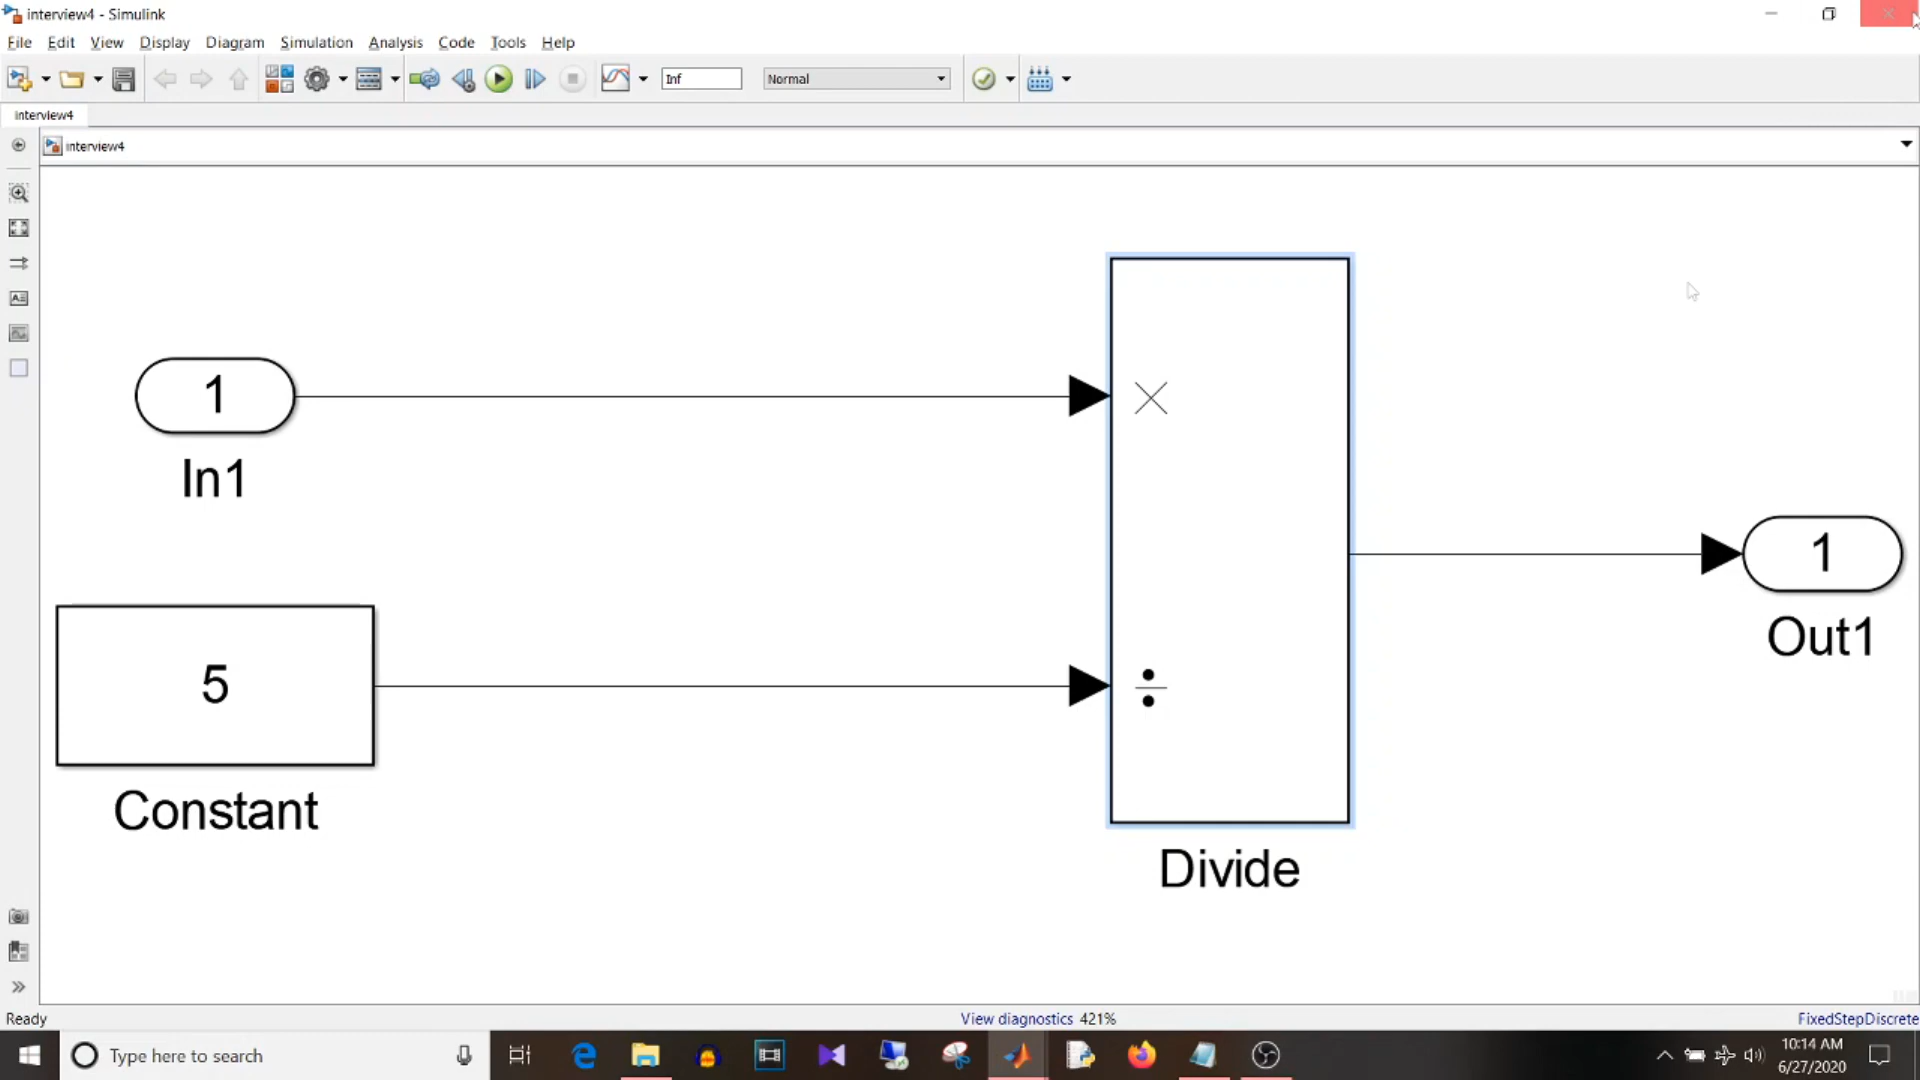 interview4 - Simulink
File Edit View Display Diagram Simulation Analysis Code Tools Help
Inf Normal
interview4
interview4
1
In1
5
Constant
Divide
1
Out1
Ready View diagnostics 421% FixedStepDiscrete
Type here to search
10:14 AM
6/27/2020